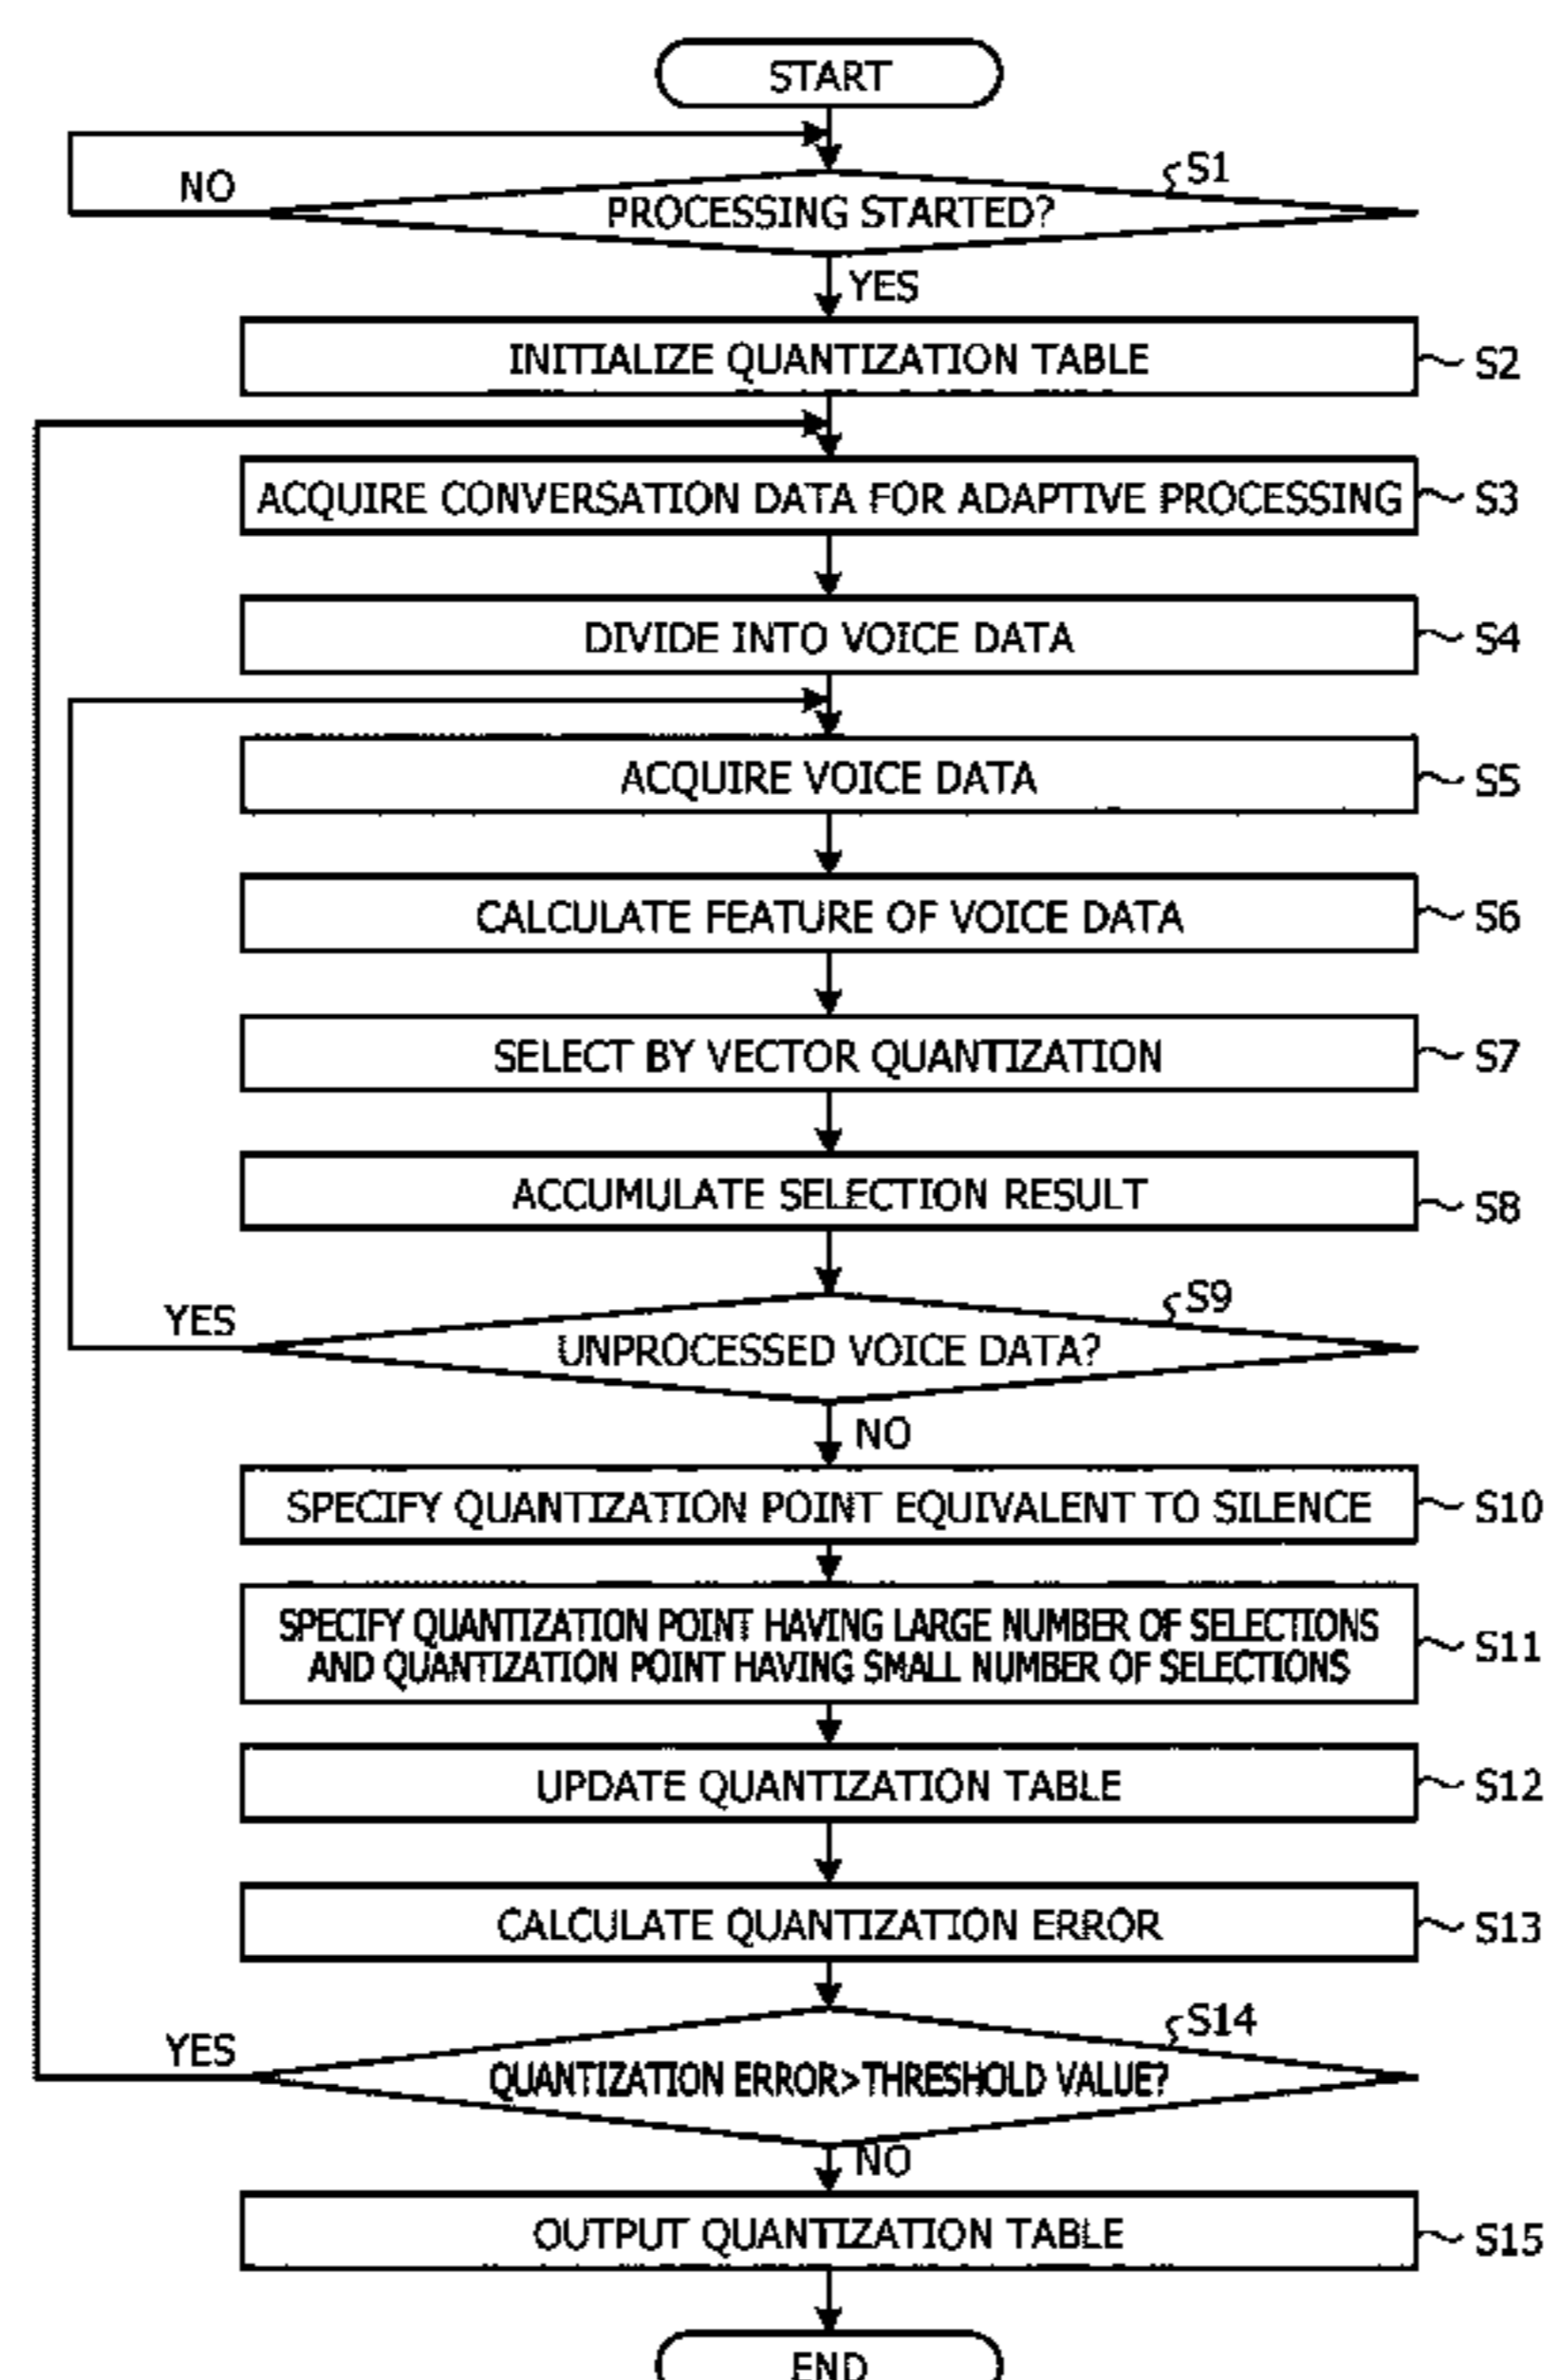 START
NO
S1
PROCESSING STARTED?
YES
INITIALIZE QUANTIZATION TABLE
S2
ACQUIRE CONVERSATION DATA FOR ADAPTIVE PROCESSING
S3
DIVIDE INTO VOICE DATA
S4
ACQUIRE VOICE DATA
S5
CALCULATE FEATURE OF VOICE DATA
S6
SELECT BY VECTOR QUANTIZATION
S7
ACCUMULATE SELECTION RESULT
S8
YES
S9
UNPROCESSED VOICE DATA?
NO
SPECIFY QUANTIZATION POINT EQUIVALENT TO SILENCE
S10
SPECIFY QUANTIZATION POINT HAVING LARGE NUMBER OF SELECTIONS
AND QUANTIZATION POINT HAVING SMALL NUMBER OF SELECTIONS
S11
UPDATE QUANTIZATION TABLE
S12
CALCULATE QUANTIZATION ERROR
S13
YES
S14
QUANTIZATION ERROR>THRESHOLD VALUE?
NO
OUTPUT QUANTIZATION TABLE
S15
END